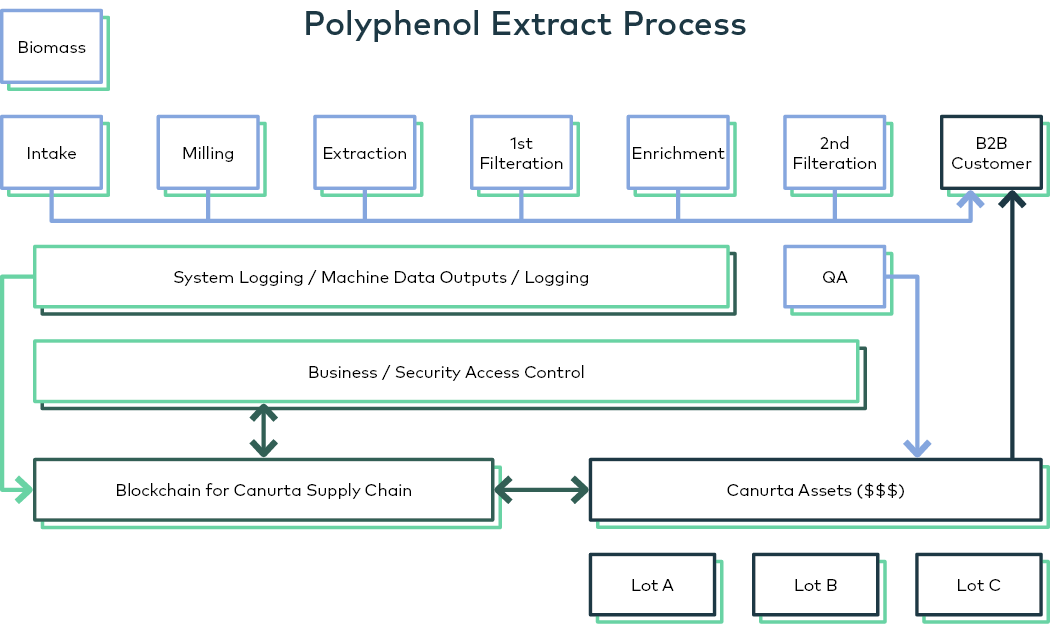 Polyphenol Extract Process
Biomass
Intake
Milling
Extraction
1st
Filteration
Enrichment
2nd
Filteration
B2B
Customer
System Logging / Machine Data Outputs / Logging
QA
Business / Security Access Control
Blockchain for Canurta Supply Chain
Canurta Assets ($$$)
Lot A
Lot B
Lot C